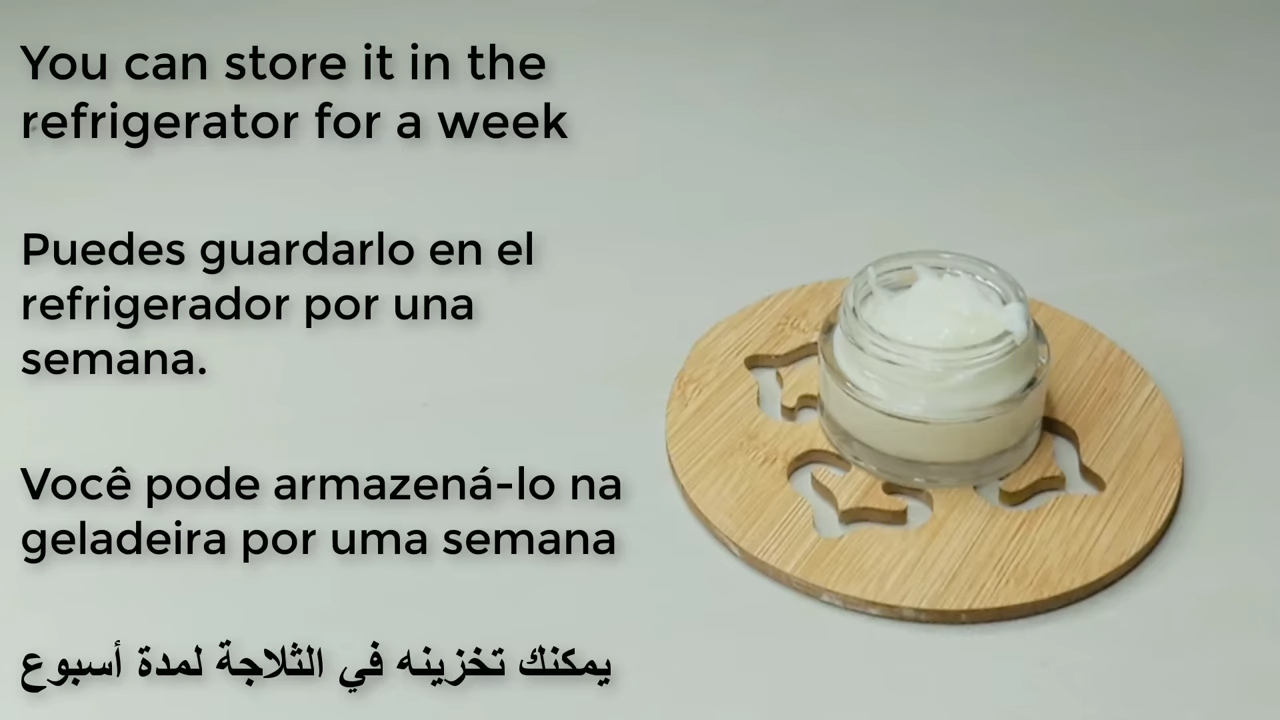 You can store it in the
refrigerator for a week
Puedes guardarlo en el
refrigerador por una
semana.
Você pode armazená-lo na
geladeira por uma semana
يمكنك تخزينه في الثلاجة لمدة أسبوع